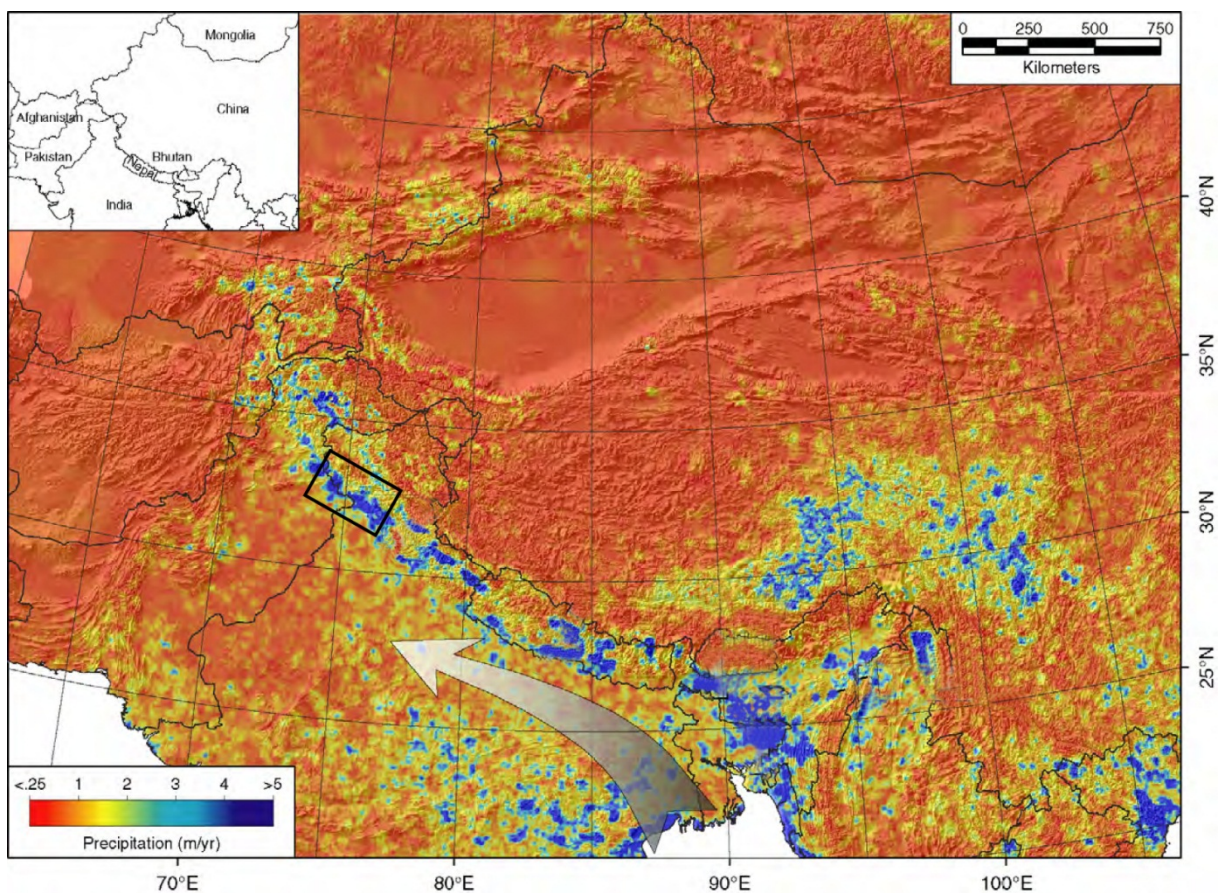 Mongolia
China
Afghanistan
Pakistan
Nepal
Bhutan
India
0 250 500 750
Kilometers
40°N
35°N
30°N
25°N
<.25 1 2 3 4 >5
Precipitation (m/yr)
70°E 80°E 90°E 100°E